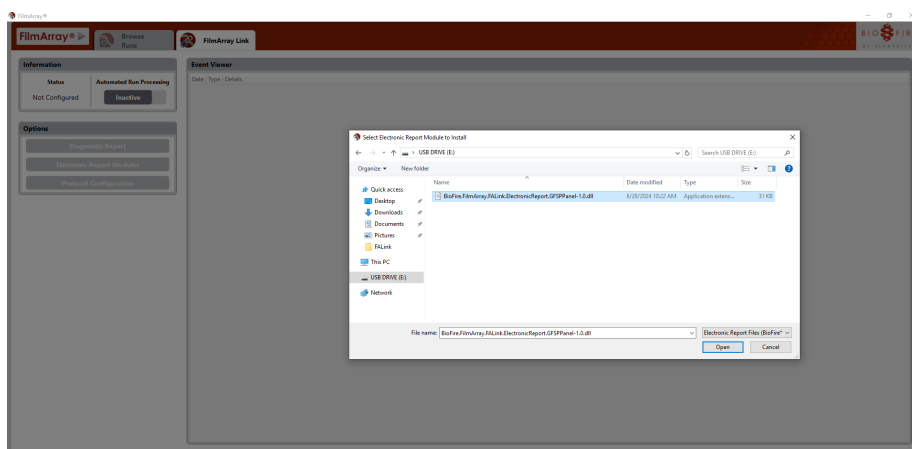 FilmArray®
FilmArray®
Browse
Runs
FilmArray Link
BIO FIRE
Information
Status
Automated Run Processing
Not Configured
Inactive
Options
Diagnostic Report
Electronic Report Modules
Protocol Configuration
Event Viewer
Date Type Details
Select Electronic Report Module to Install
USB DRIVE (E:)
Search USB DRIVE (E:)
Organize
New folder
Name
Date modified
Type
Size
BioFire.FilmArray.FALink.ElectronicReport.GFSPPanel-1.0.dll
6/28/2024 10:22 AM
Application extens...
31 KB
Quick access
Desktop
Downloads
Documents
Pictures
FALink
This PC
USB DRIVE (E:)
Network
File name:
BioFire.FilmArray.FALink.ElectronicReport.GFSPPanel-1.0.dll
Electronic Report Files (BioFire*
Open
Cancel